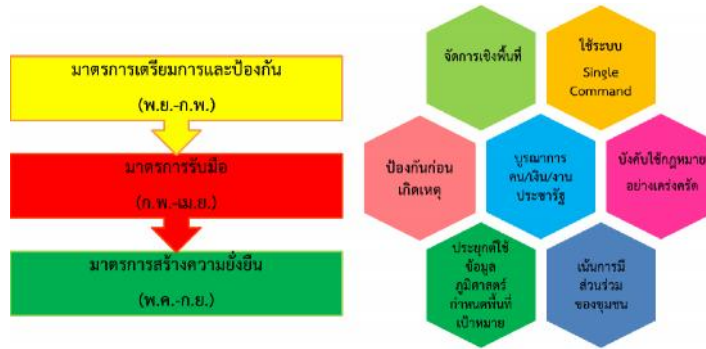 มาตรการเตรียมการและป้องกัน
(พ.ย.-ก.พ.)
มาตรการรับมือ
(ก.พ.-เม.ย.)
มาตรการสร้างความยั่งยืน
(พ.ค.-ก.ย.)
จัดการเชิงพื้นที่
ใช้ระบบ
Single
Command
ป้องกันก่อน
เกิดเหตุ
บูรณาการ
คน/เงิน/งาน
ประชารัฐ
บังคับใช้กฎหมาย
อย่างเคร่งครัด
ประยุกต์ใช้
ข้อมูล
ภูมิศาสตร์
กำหนดพื้นที่
เป้าหมาย
เน้นการมี
ส่วนร่วม
ของชุมชน